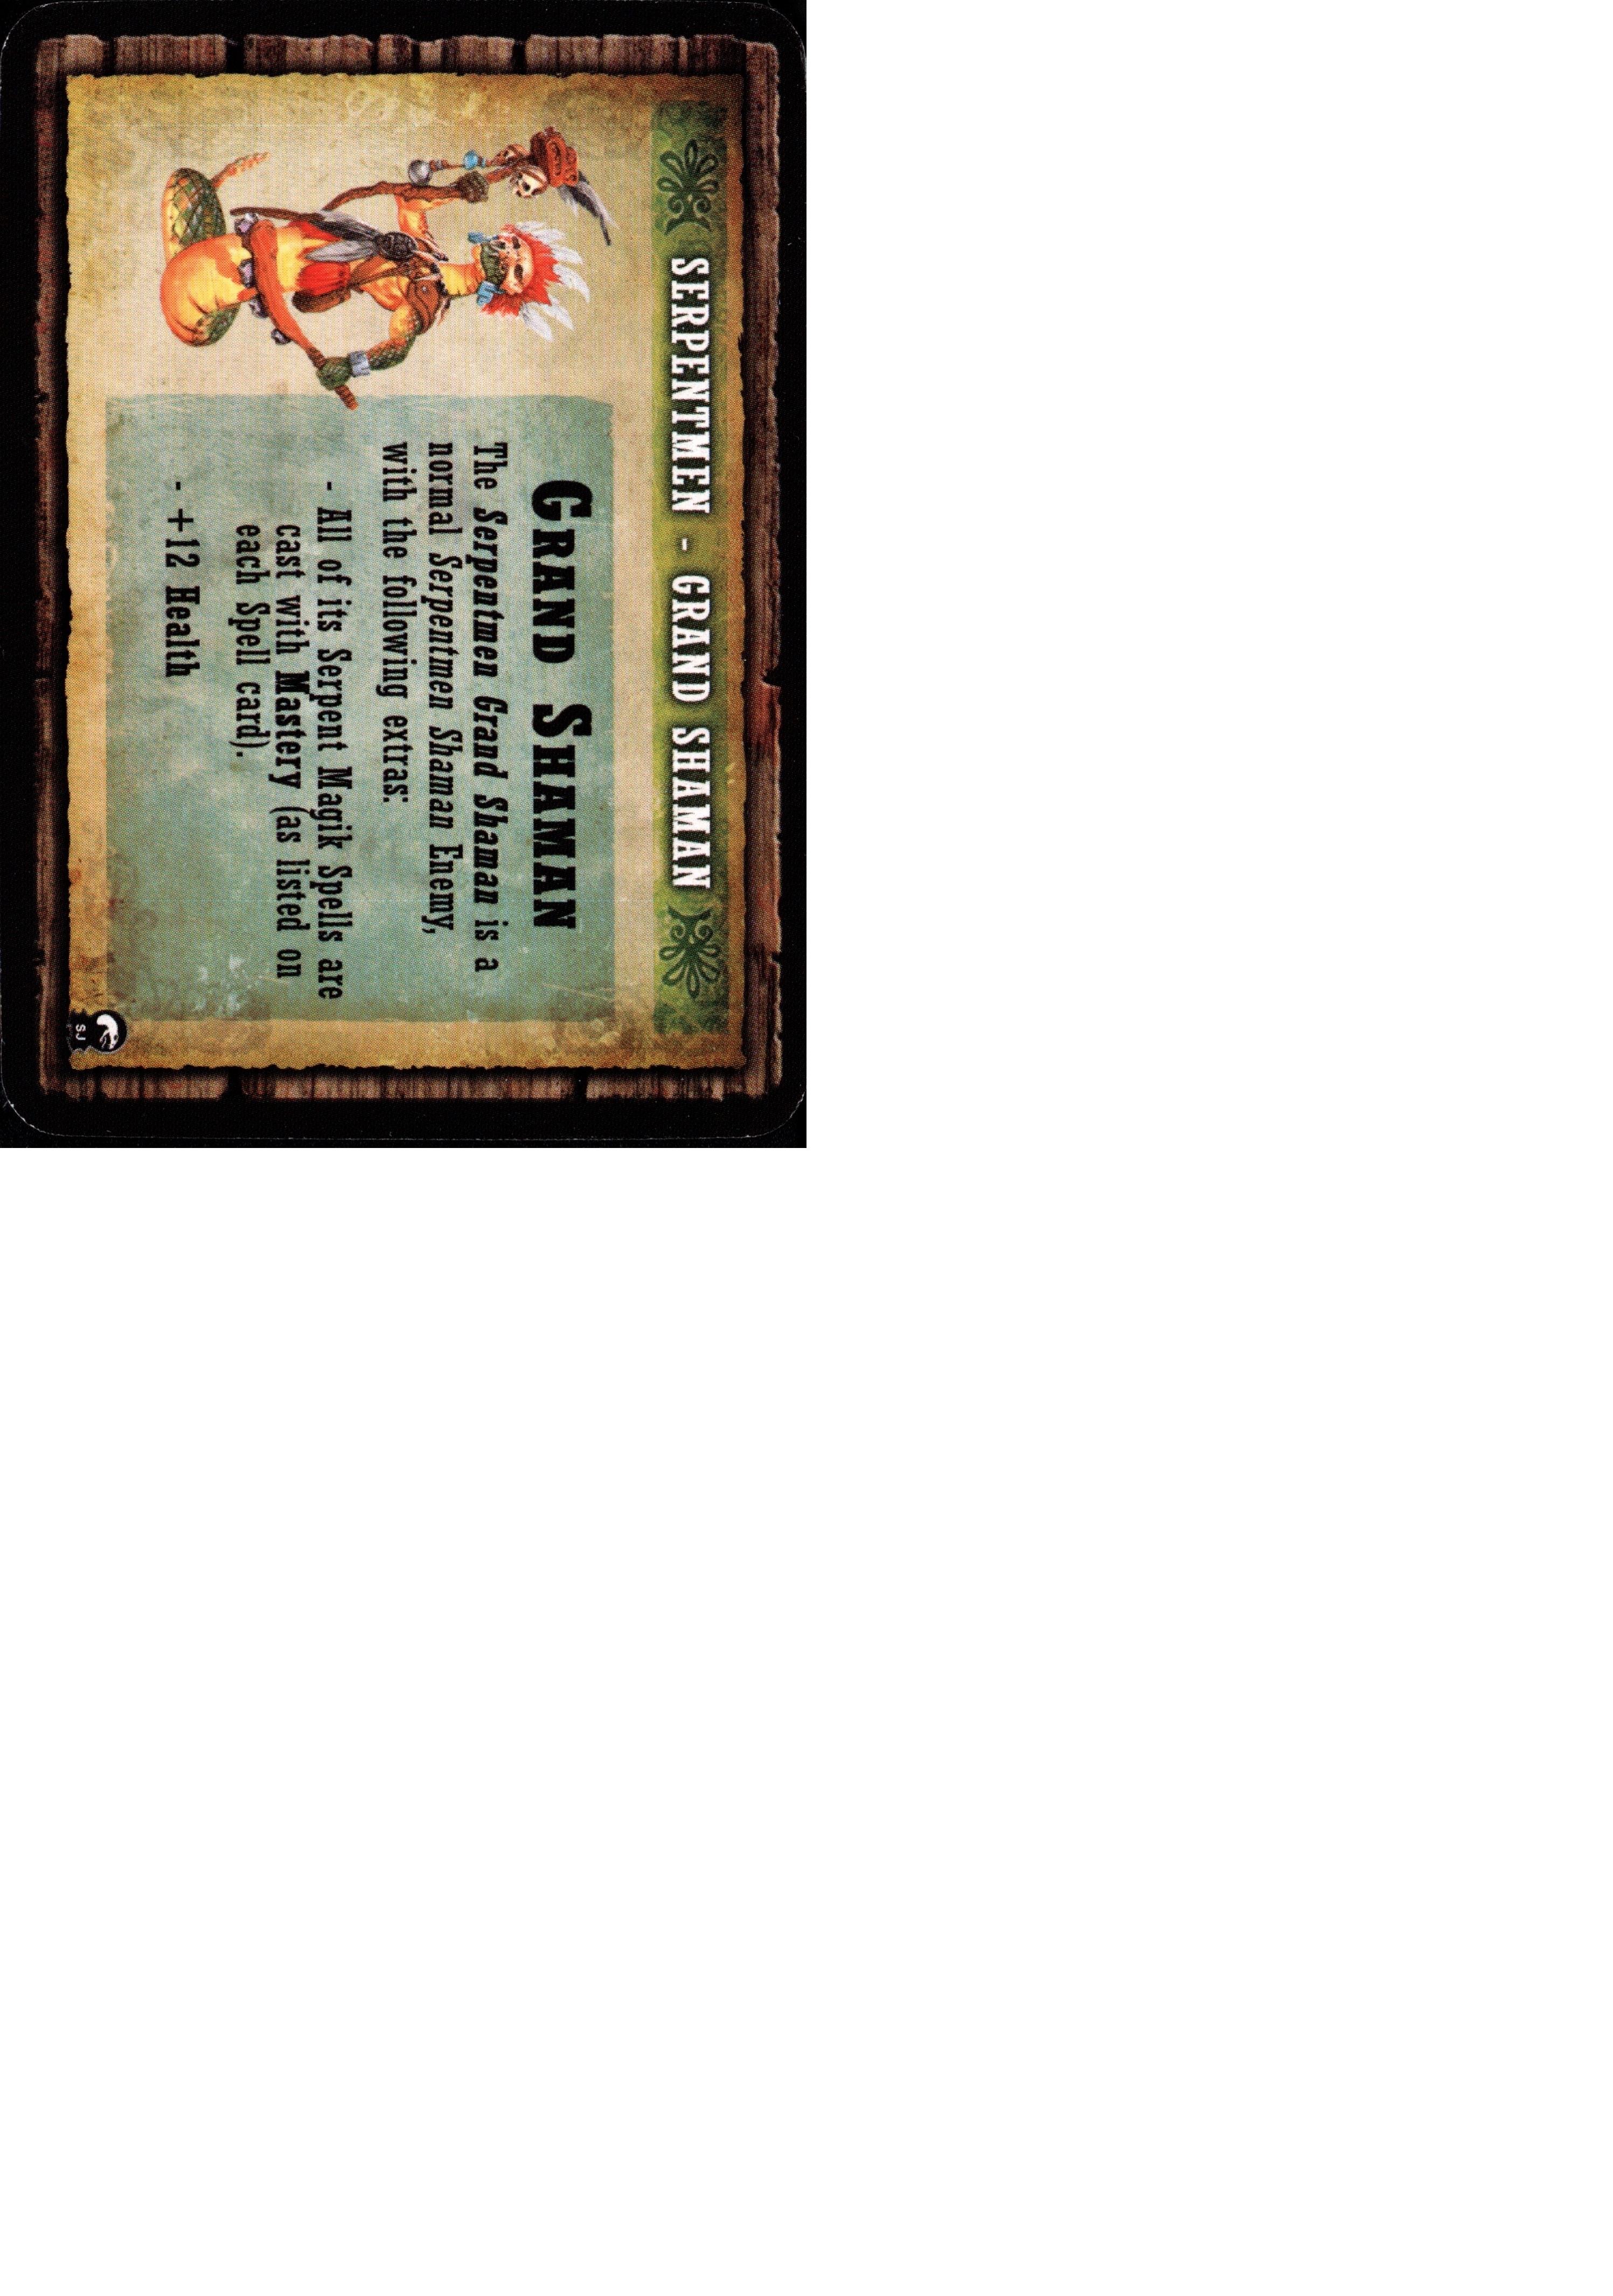 SERPENTMEN - GRAND SHAMAN
GRAND SHAMAN
The Serpentmen Grand Shaman is a
normal Serpentmen Shaman Enemy,
with the following extras:
- All of its Serpent Magik Spells are
cast with Mastery (as listed on
each Spell card).
- +12 Health
SJ